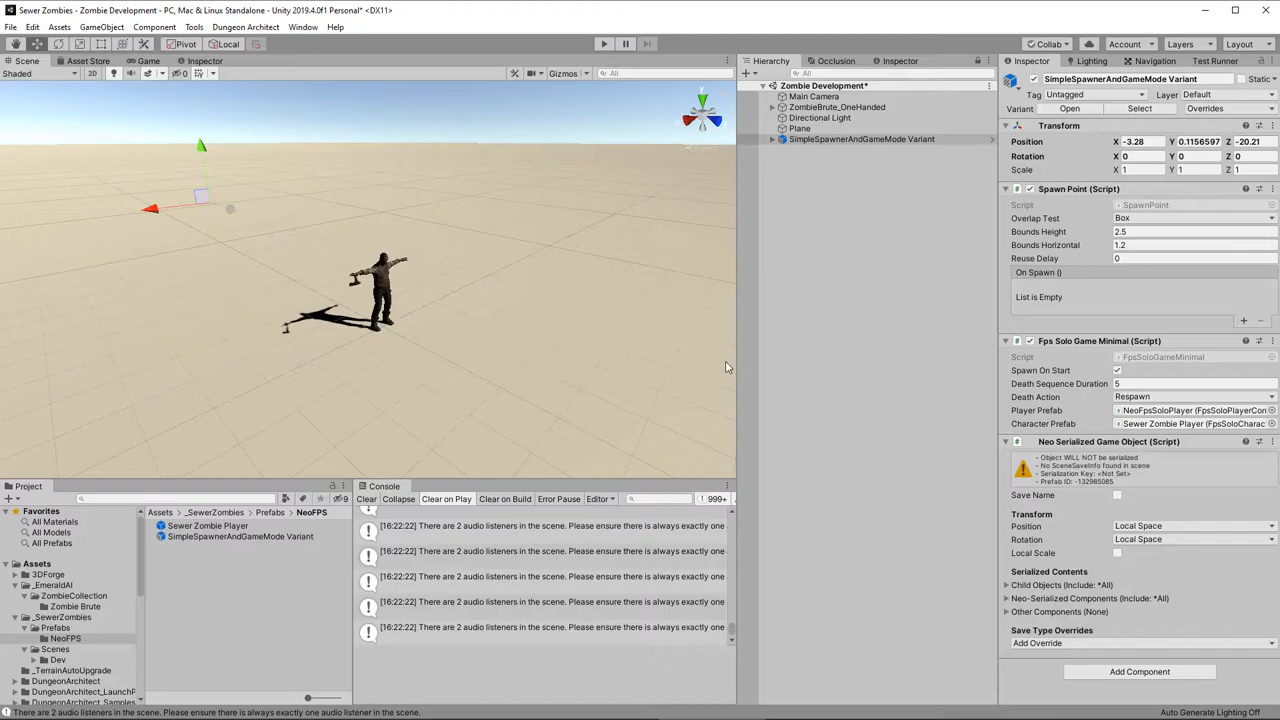 Sewer Zombies - Zombie Development - PC, Mac & Linux Standalone - Unity 2019.4.0f1 Personal* <DX11>
File Edit Assets GameObject Component Tools Dungeon Architect Window Help
Pivot Local Collab Account Layers Layout
Scene Asset Store Game Inspector
Shaded 2D 0 Gizmos All
y
Hierarchy Occlusion Inspector
All
Zombie Development*
Main Camera
ZombieBrute_OneHanded
Directional Light
Plane
SimpleSpawnerAndGameMode Variant
Inspector Lighting Navigation Test Runner
SimpleSpawnerAndGameMode Variant Static
Tag Untagged Layer Default
Variant Open Select Overrides
Transform
Position X -3.28 Y 0.1156597 Z -20.21
Rotation X 0 Y 0 Z 0
Scale X 1 Y 1 Z 1
Spawn Point (Script)
Script SpawnPoint
Overlap Test Box
Bounds Height 2.5
Bounds Horizontal 1.2
Reuse Delay 0
On Spawn ()
List is Empty
Fps Solo Game Minimal (Script)
Script FpsSoloGameMinimal
Spawn On Start
Death Sequence Duration 5
Death Action Respawn
Player Prefab NeoFpsSoloPlayer (FpsSoloPlayerCon
Character Prefab Sewer Zombie Player (FpsSoloCharac
Neo Serialized Game Object (Script)
- Object WILL NOT be serialized
- No SceneSaveInfo found in scene
- Serialization Key: <Not Set>
- Prefab ID: -132985085
Save Name
Transform
Position Local Space
Rotation Local Space
Local Scale
Serialized Contents
Child Objects (Include: *All)
Neo-Serialized Components (Include: *All)
Other Components (None)
Save Type Overrides
Add Override
Add Component
Project
9
Favorites
All Materials
All Models
All Prefabs
Assets
3DForge
_EmeraldAI
ZombieCollection
Zombie Brute
_SewerZombies
Prefabs
NeoFPS
Scenes
Dev
_TerrainAutoUpgrade
DungeonArchitect
DungeonArchitect_LaunchP
DungeonArchitect_Samples
Assets _SewerZombies Prefabs NeoFPS
Sewer Zombie Player
SimpleSpawnerAndGameMode Variant
Console
Clear Collapse Clear on Play Clear on Build Error Pause Editor 999+
[16:22:22] There are 2 audio listeners in the scene. Please ensure there is always exactly one
[16:22:22] There are 2 audio listeners in the scene. Please ensure there is always exactly one
[16:22:22] There are 2 audio listeners in the scene. Please ensure there is always exactly one
[16:22:22] There are 2 audio listeners in the scene. Please ensure there is always exactly one
[16:22:22] There are 2 audio listeners in the scene. Please ensure there is always exactly one
There are 2 audio listeners in the scene. Please ensure there is always exactly one audio listener in the scene.
Auto Generate Lighting Off